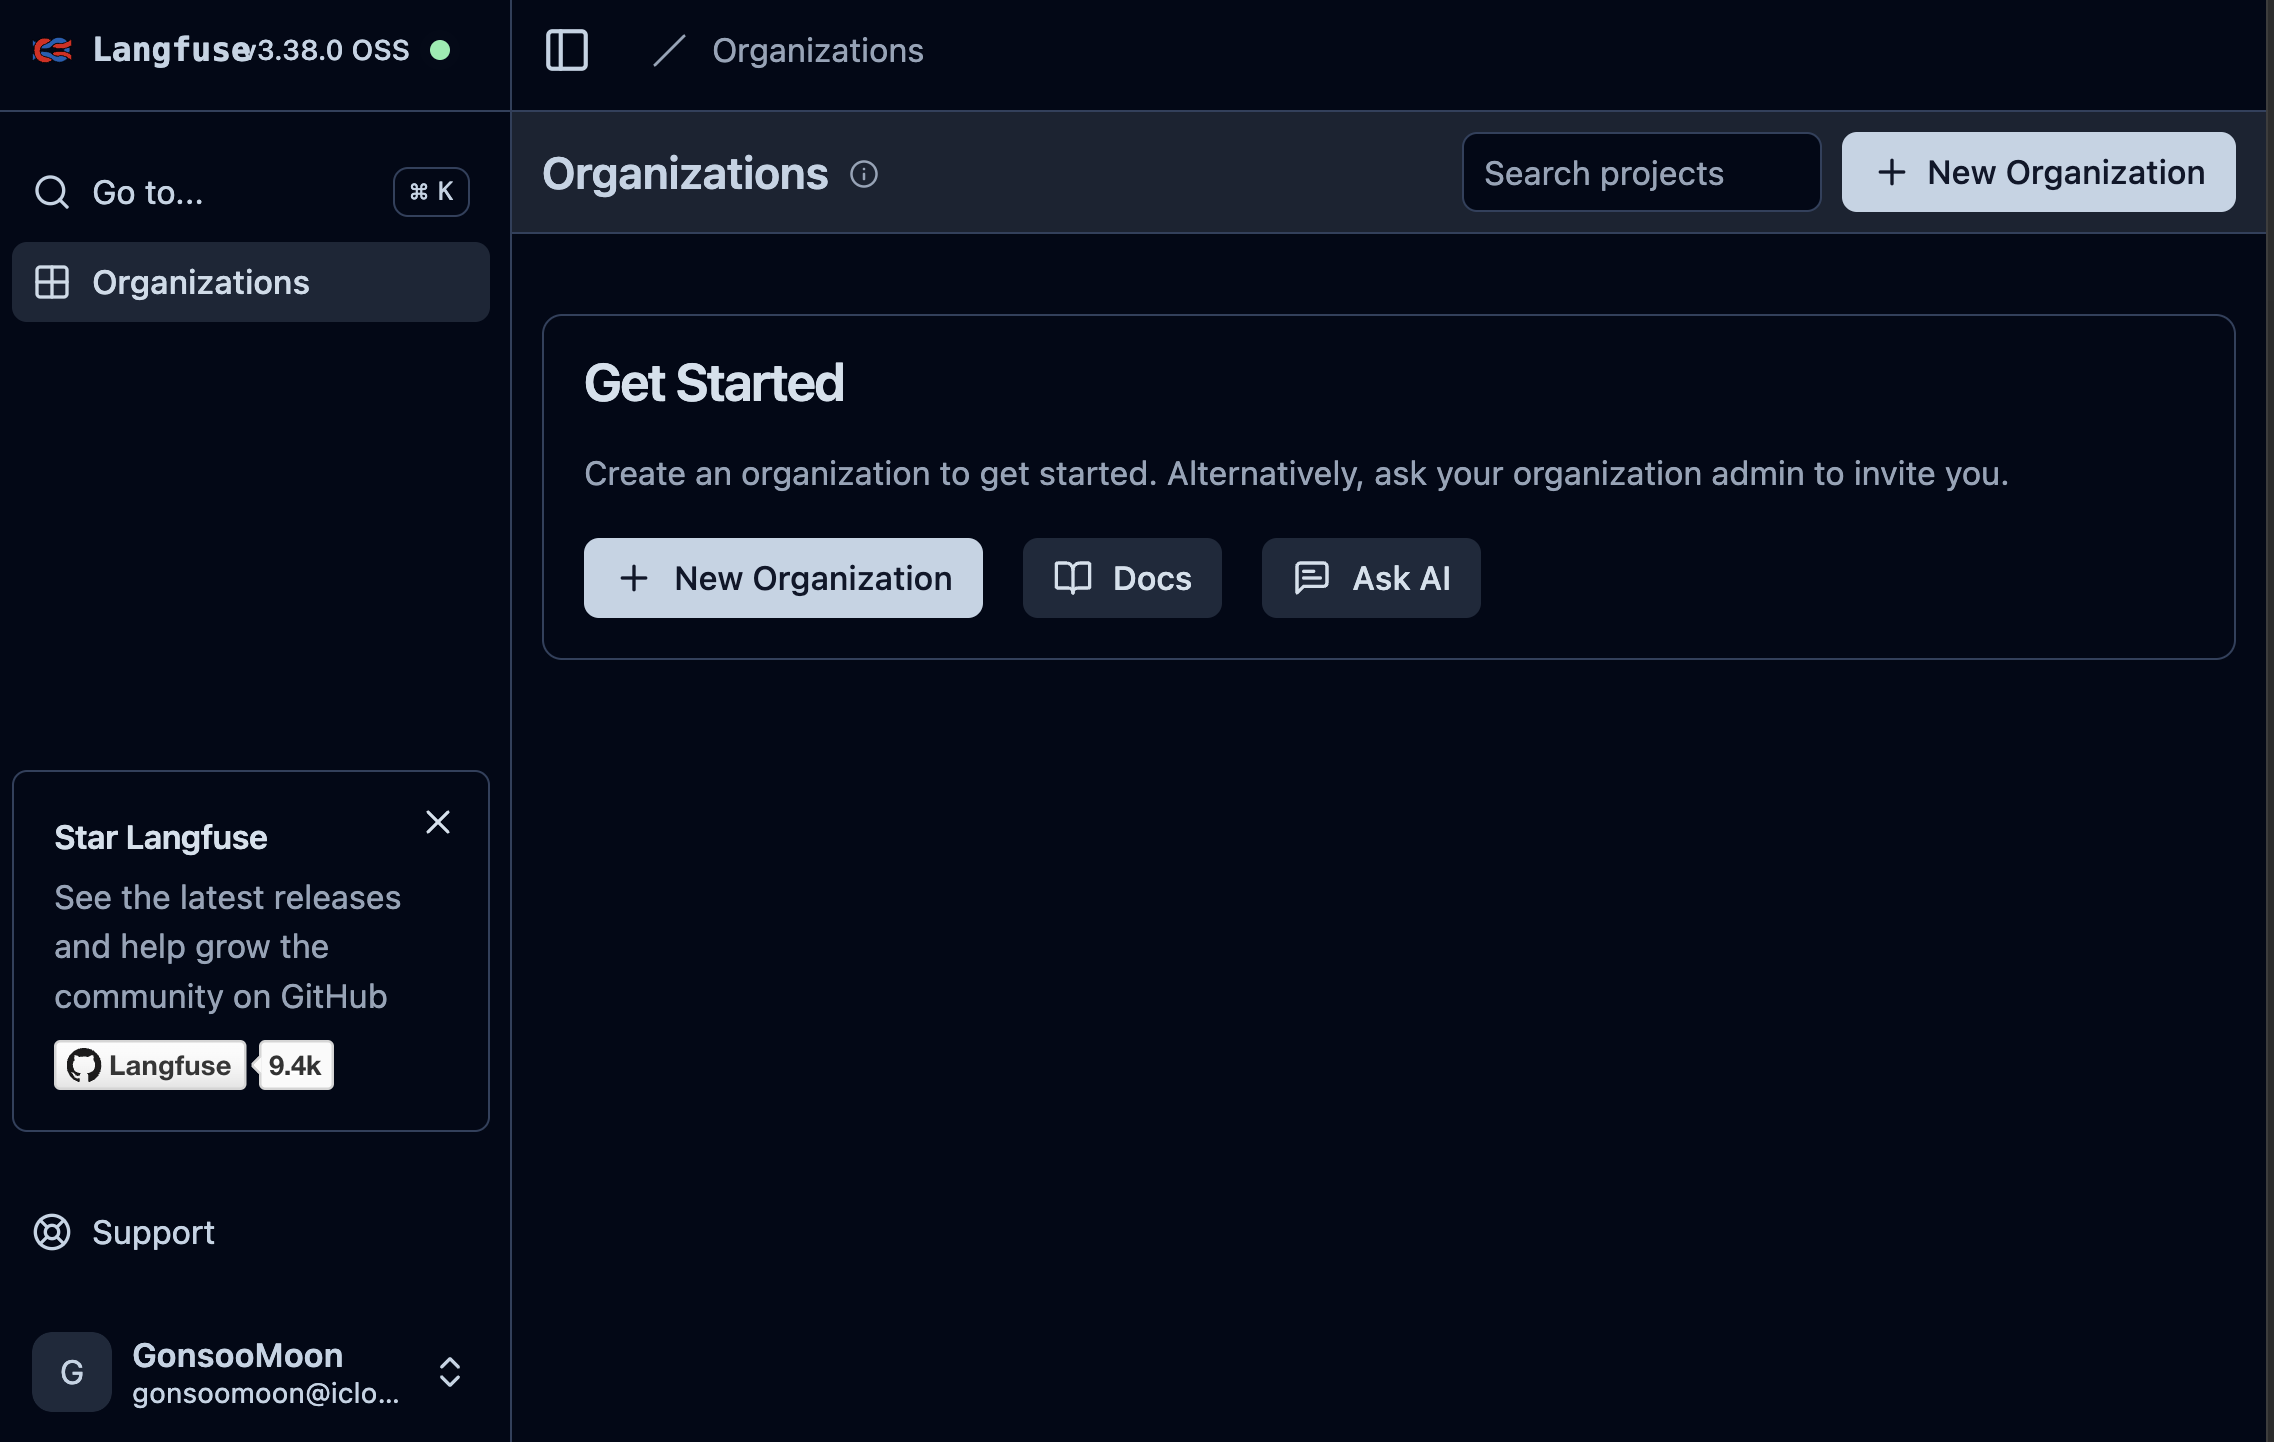 Langfuse v3.38.0 OSS
Organizations
Go to...
⌘ K
Organizations
Organizations
Search projects
+ New Organization
Get Started
Create an organization to get started. Alternatively, ask your organization admin to invite you.
+ New Organization
Docs
Ask AI
Star Langfuse
See the latest releases
and help grow the
community on GitHub
Langfuse
9.4k
Support
G
GonsooMoon
gonsoomoon@iclo...